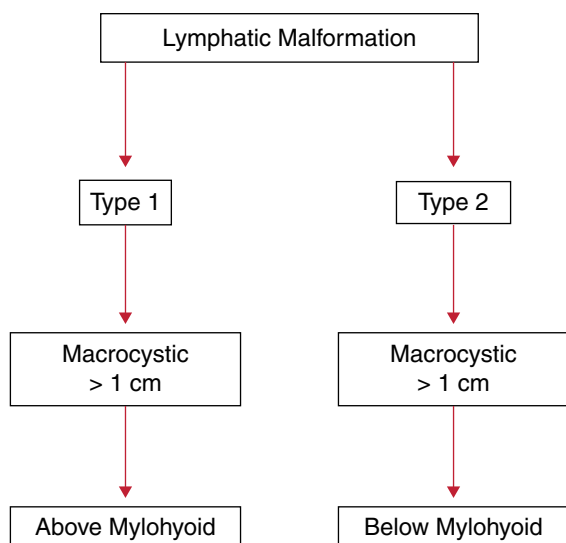 Lymphatic Malformation
Type 1
Type 2
Macrocystic
> 1 cm
Macrocystic
> 1 cm
Above Mylohyoid
Below Mylohyoid